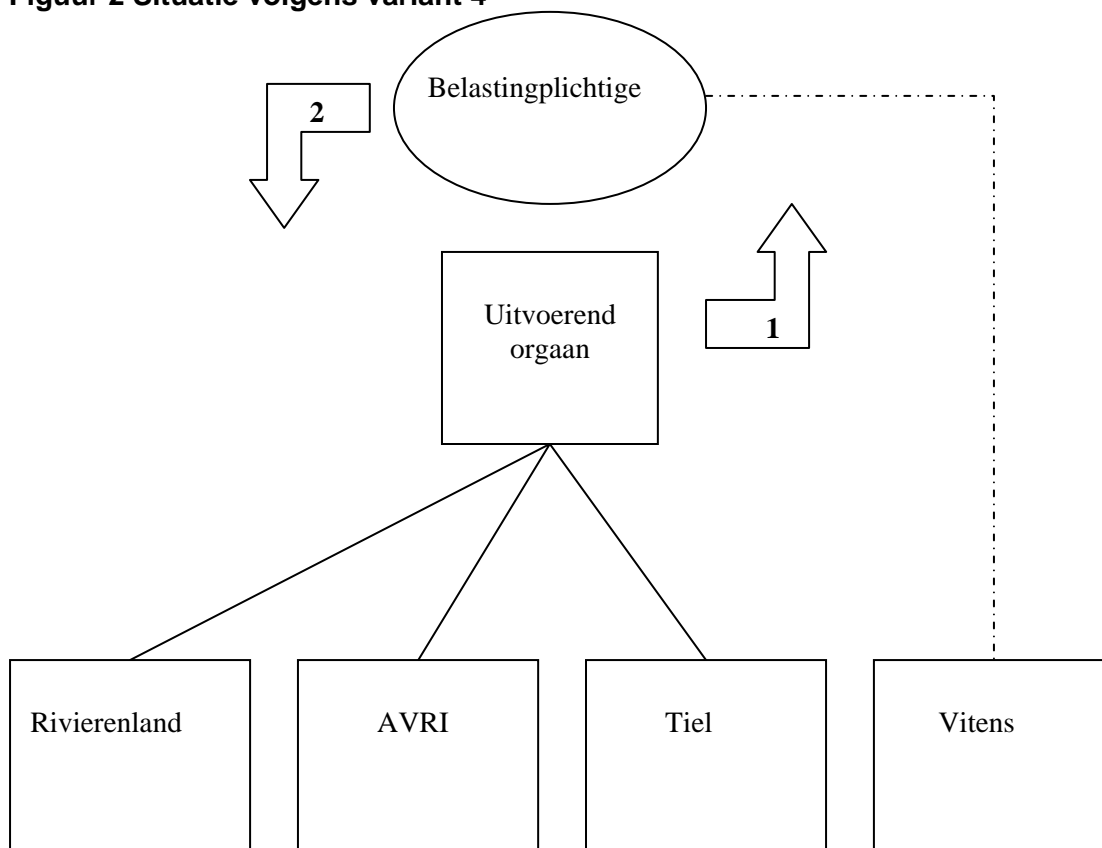 Figuur 2 Situatie volgens variant 4
Belastingplichtige
2
Uitvoerend
orgaan
1
Rivierenland
AVRI
Tiel
Vitens